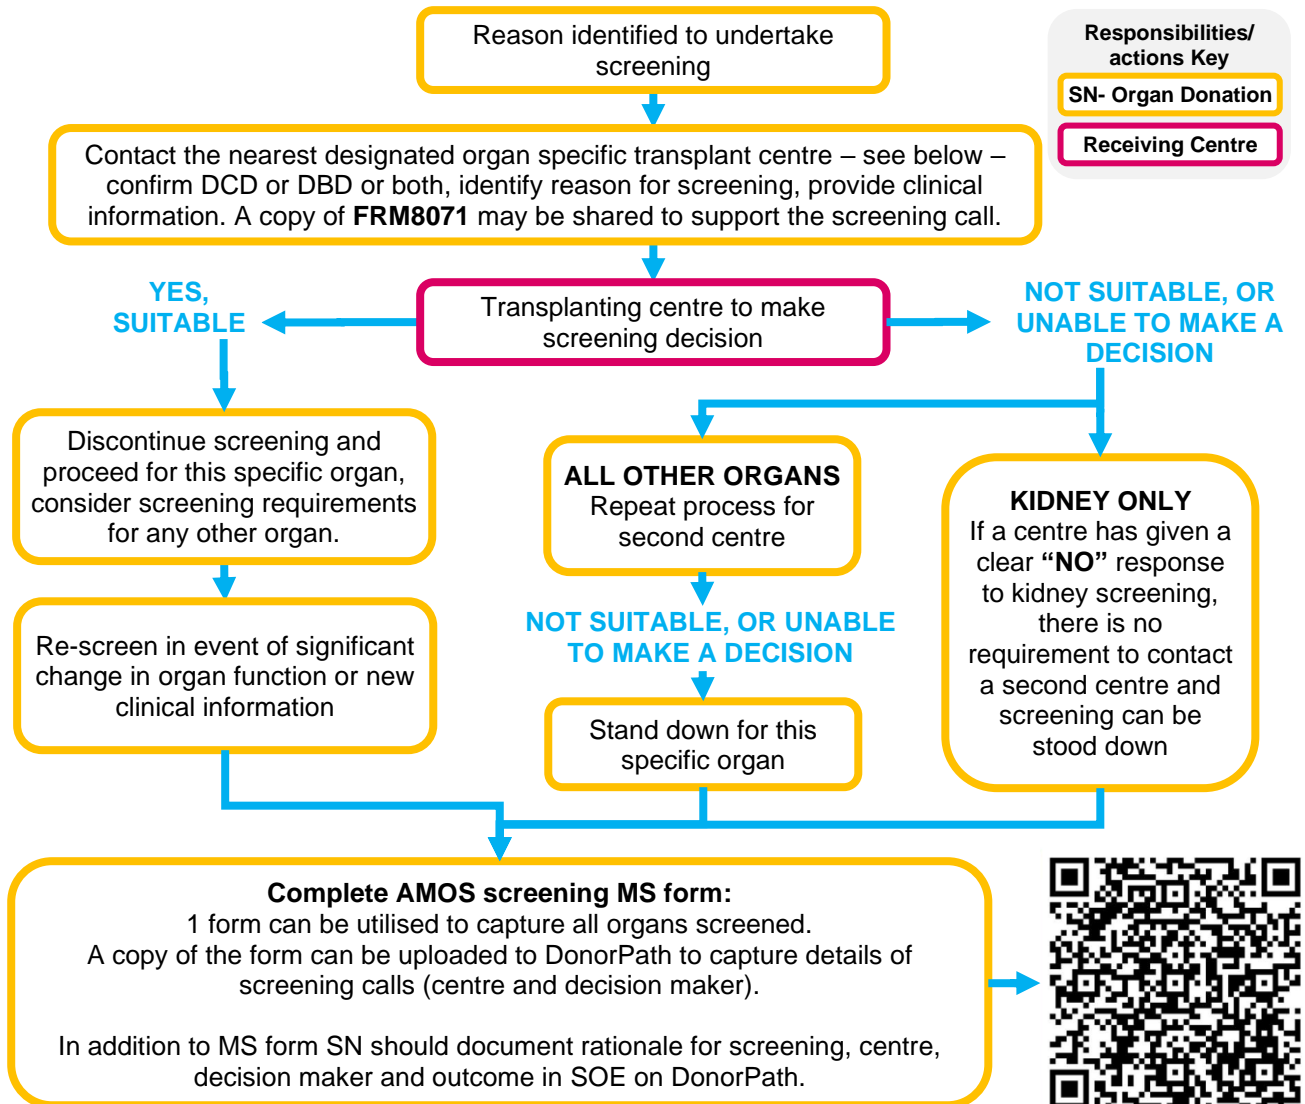 Reason identified to undertake
screening
Responsibilities/
actions Key
SN- Organ Donation
Receiving Centre
Contact the nearest designated organ specific transplant centre – see below –
confirm DCD or DBD or both, identify reason for screening, provide clinical
information. A copy of FRM8071 may be shared to support the screening call.
YES,
SUITABLE
Transplanting centre to make
screening decision
NOT SUITABLE, OR
UNABLE TO MAKE A
DECISION
Discontinue screening and
proceed for this specific organ,
consider screening requirements
for any other organ.
Re-screen in event of significant
change in organ function or new
clinical information
ALL OTHER ORGANS
Repeat process for
second centre
NOT SUITABLE, OR UNABLE
TO MAKE A DECISION
Stand down for this
specific organ
KIDNEY ONLY
If a centre has given a
clear “NO” response
to kidney screening,
there is no
requirement to contact
a second centre and
screening can be
stood down
Complete AMOS screening MS form:
1 form can be utilised to capture all organs screened.
A copy of the form can be uploaded to DonorPath to capture details of
screening calls (centre and decision maker).
In addition to MS form SN should document rationale for screening, centre,
decision maker and outcome in SOE on DonorPath.